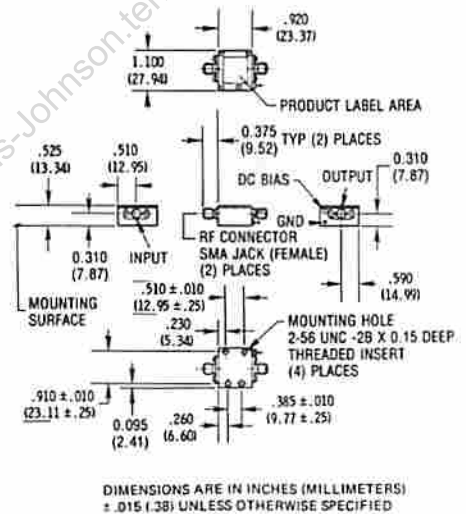 .920
(23.37)
1.100
(27.94)
PRODUCT LABEL AREA
0.375 TYP (2) PLACES
(9.52)
.525
(13.34)
.510
(12.95)
0.310
(7.87)
DC BIAS
OUTPUT
GND
INPUT
0.310
(7.87)
RF CONNECTOR
SMA JACK (FEMALE)
(2) PLACES
.590
(14.99)
MOUNTING
SURFACE
.510 ±.010
(12.95 ±.25)
.230
(5.34)
MOUNTING HOLE
2-56 UNC -2B X 0.15 DEEP
THREADED INSERT
(4) PLACES
.910 ±.010
(23.11 ±.25)
0.095
(2.41)
.260
(6.60)
.385 ±.010
(9.77 ±.25)
DIMENSIONS ARE IN INCHES (MILLIMETERS)
± .015 (.38) UNLESS OTHERWISE SPECIFIED